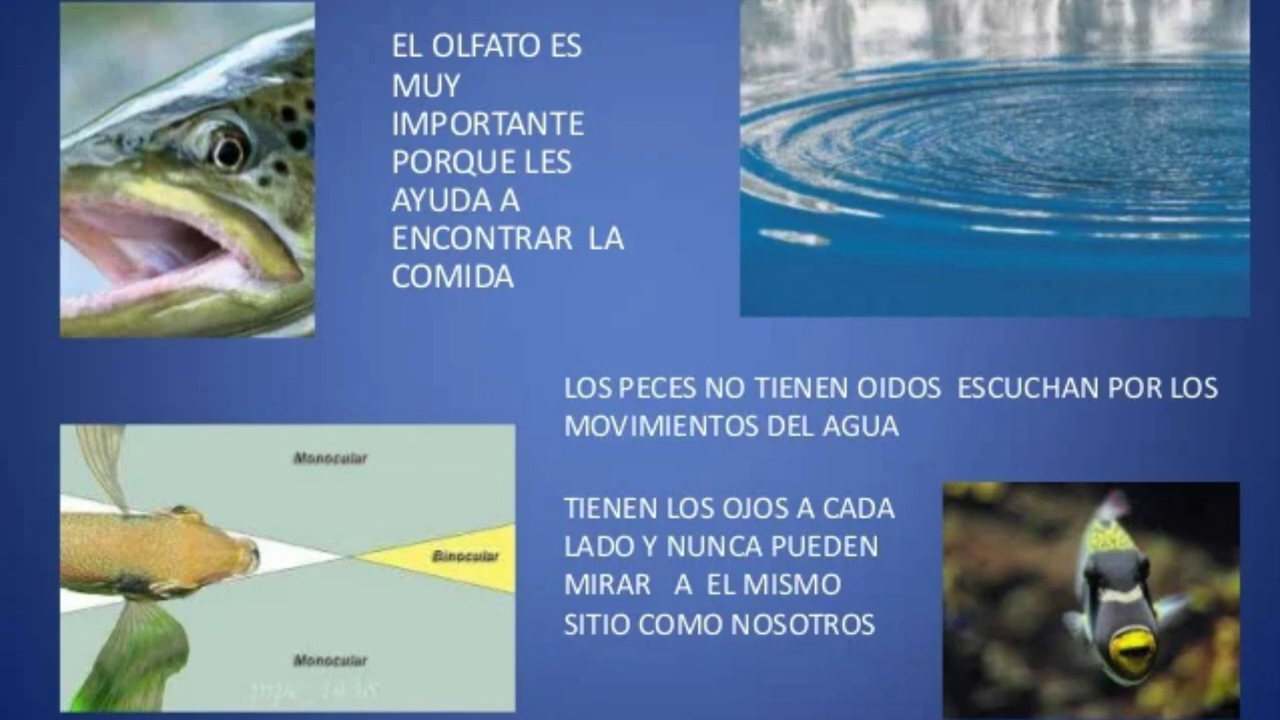 EL OLFATO ES
MUY
IMPORTANTE
PORQUE LES
AYUDA A
ENCONTRAR LA
COMIDA
LOS PECES NO TIENEN OIDOS ESCUCHAN POR LOS
MOVIMIENTOS DEL AGUA
Monocular
Binocular
Monocular
TIENEN LOS OJOS A CADA
LADO Y NUNCA PUEDEN
MIRAR A EL MISMO
SITIO COMO NOSOTROS